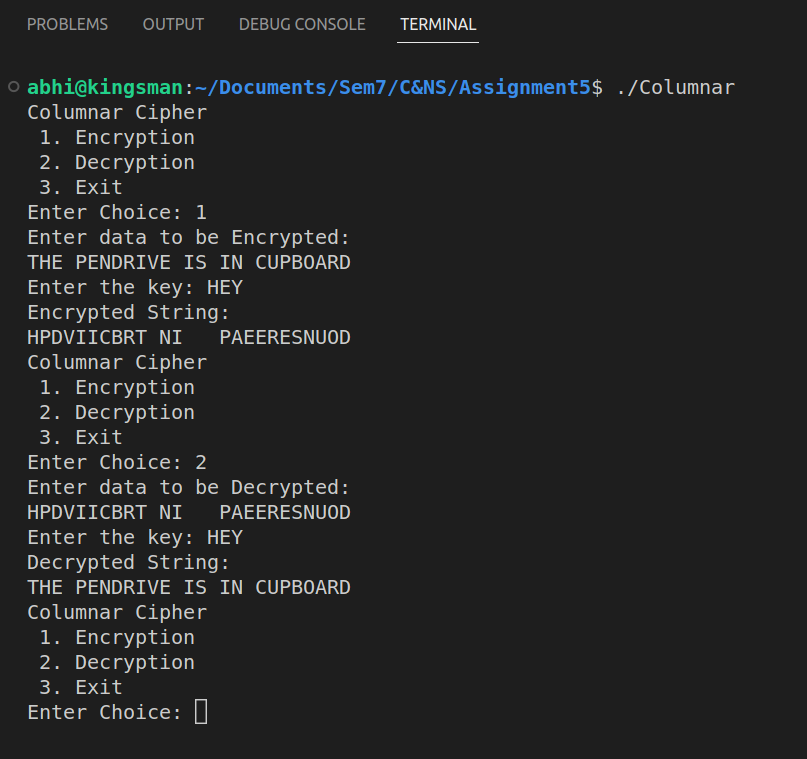 PROBLEMS OUTPUT DEBUG CONSOLE TERMINAL
abhi@kingsman:~/Documents/Sem7/C&NS/Assignment5$ ./Columnar
Columnar Cipher
 1. Encryption
 2. Decryption
 3. Exit
Enter Choice: 1
Enter data to be Encrypted:
THE PENDRIVE IS IN CUPBOARD
Enter the key: HEY
Encrypted String:
HPDVIICBRT NI   PAEERESNUOD
Columnar Cipher
 1. Encryption
 2. Decryption
 3. Exit
Enter Choice: 2
Enter data to be Decrypted:
HPDVIICBRT NI   PAEERESNUOD
Enter the key: HEY
Decrypted String:
THE PENDRIVE IS IN CUPBOARD
Columnar Cipher
 1. Encryption
 2. Decryption
 3. Exit
Enter Choice: